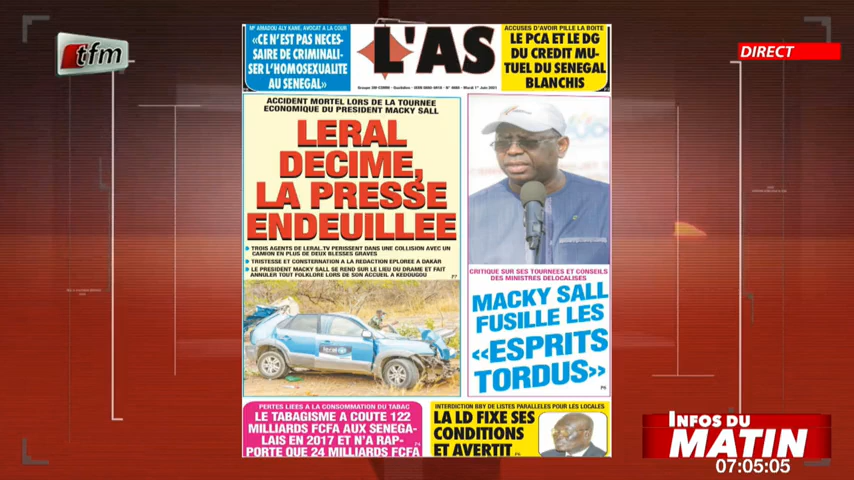 tfm
DIRECT
Me AMADOU ALY KANE, AVOCAT A LA COUR
«CE N'EST PAS NECES-
SAIRE DE CRIMINALI-
SER L'HOMOSEXUALITE
AU SENEGAL»
L'AS
ACCUSES D'AVOIR PILLE LA BOITE
LE PCA ET LE DG
DU CREDIT MU-
TUEL DU SENEGAL
BLANCHIS
ACCIDENT MORTEL LORS DE LA TOURNEE
ECONOMIQUE DU PRESIDENT MACKY SALL
LERAL
DECIME,
LA PRESSE
ENDEUILLEE
TROIS AGENTS DE LERAL.TV PERISSENT DANS UNE COLLISION AVEC UN
CAMION EN PLUS DE DEUX BLESSES GRAVES
TRISTESSE ET CONSTERNATION A LA REDACTION EPLOREE A DAKAR
LE PRESIDENT MACKY SALL SE REND SUR LE LIEU DU DRAME ET FAIT
ANNULER TOUT FOLKLORE LORS DE SON ACCUEIL A KEDOUGOU
P7
CRITIQUE SUR SES TOURNEES ET CONSEILS
DES MINISTRES DELOCALISES
MACKY SALL
FUSILLE LES
«ESPRITS
TORDUS»
P6
PERTES LIEES A LA CONSOMMATION DU TABAC
LE TABAGISME A COUTE 122
MILLIARDS FCFA AUX SENEGA-
LAIS EN 2017 ET N'A RAP-
PORTE QUE 24 MILLIARDS FCFA
INTERDICTION BBY DE LISTES PARALLELES POUR LES LOCALES
LA LD FIXE SES
CONDITIONS
ET AVERTIT
INFOS DU
MATIN
07:05:05